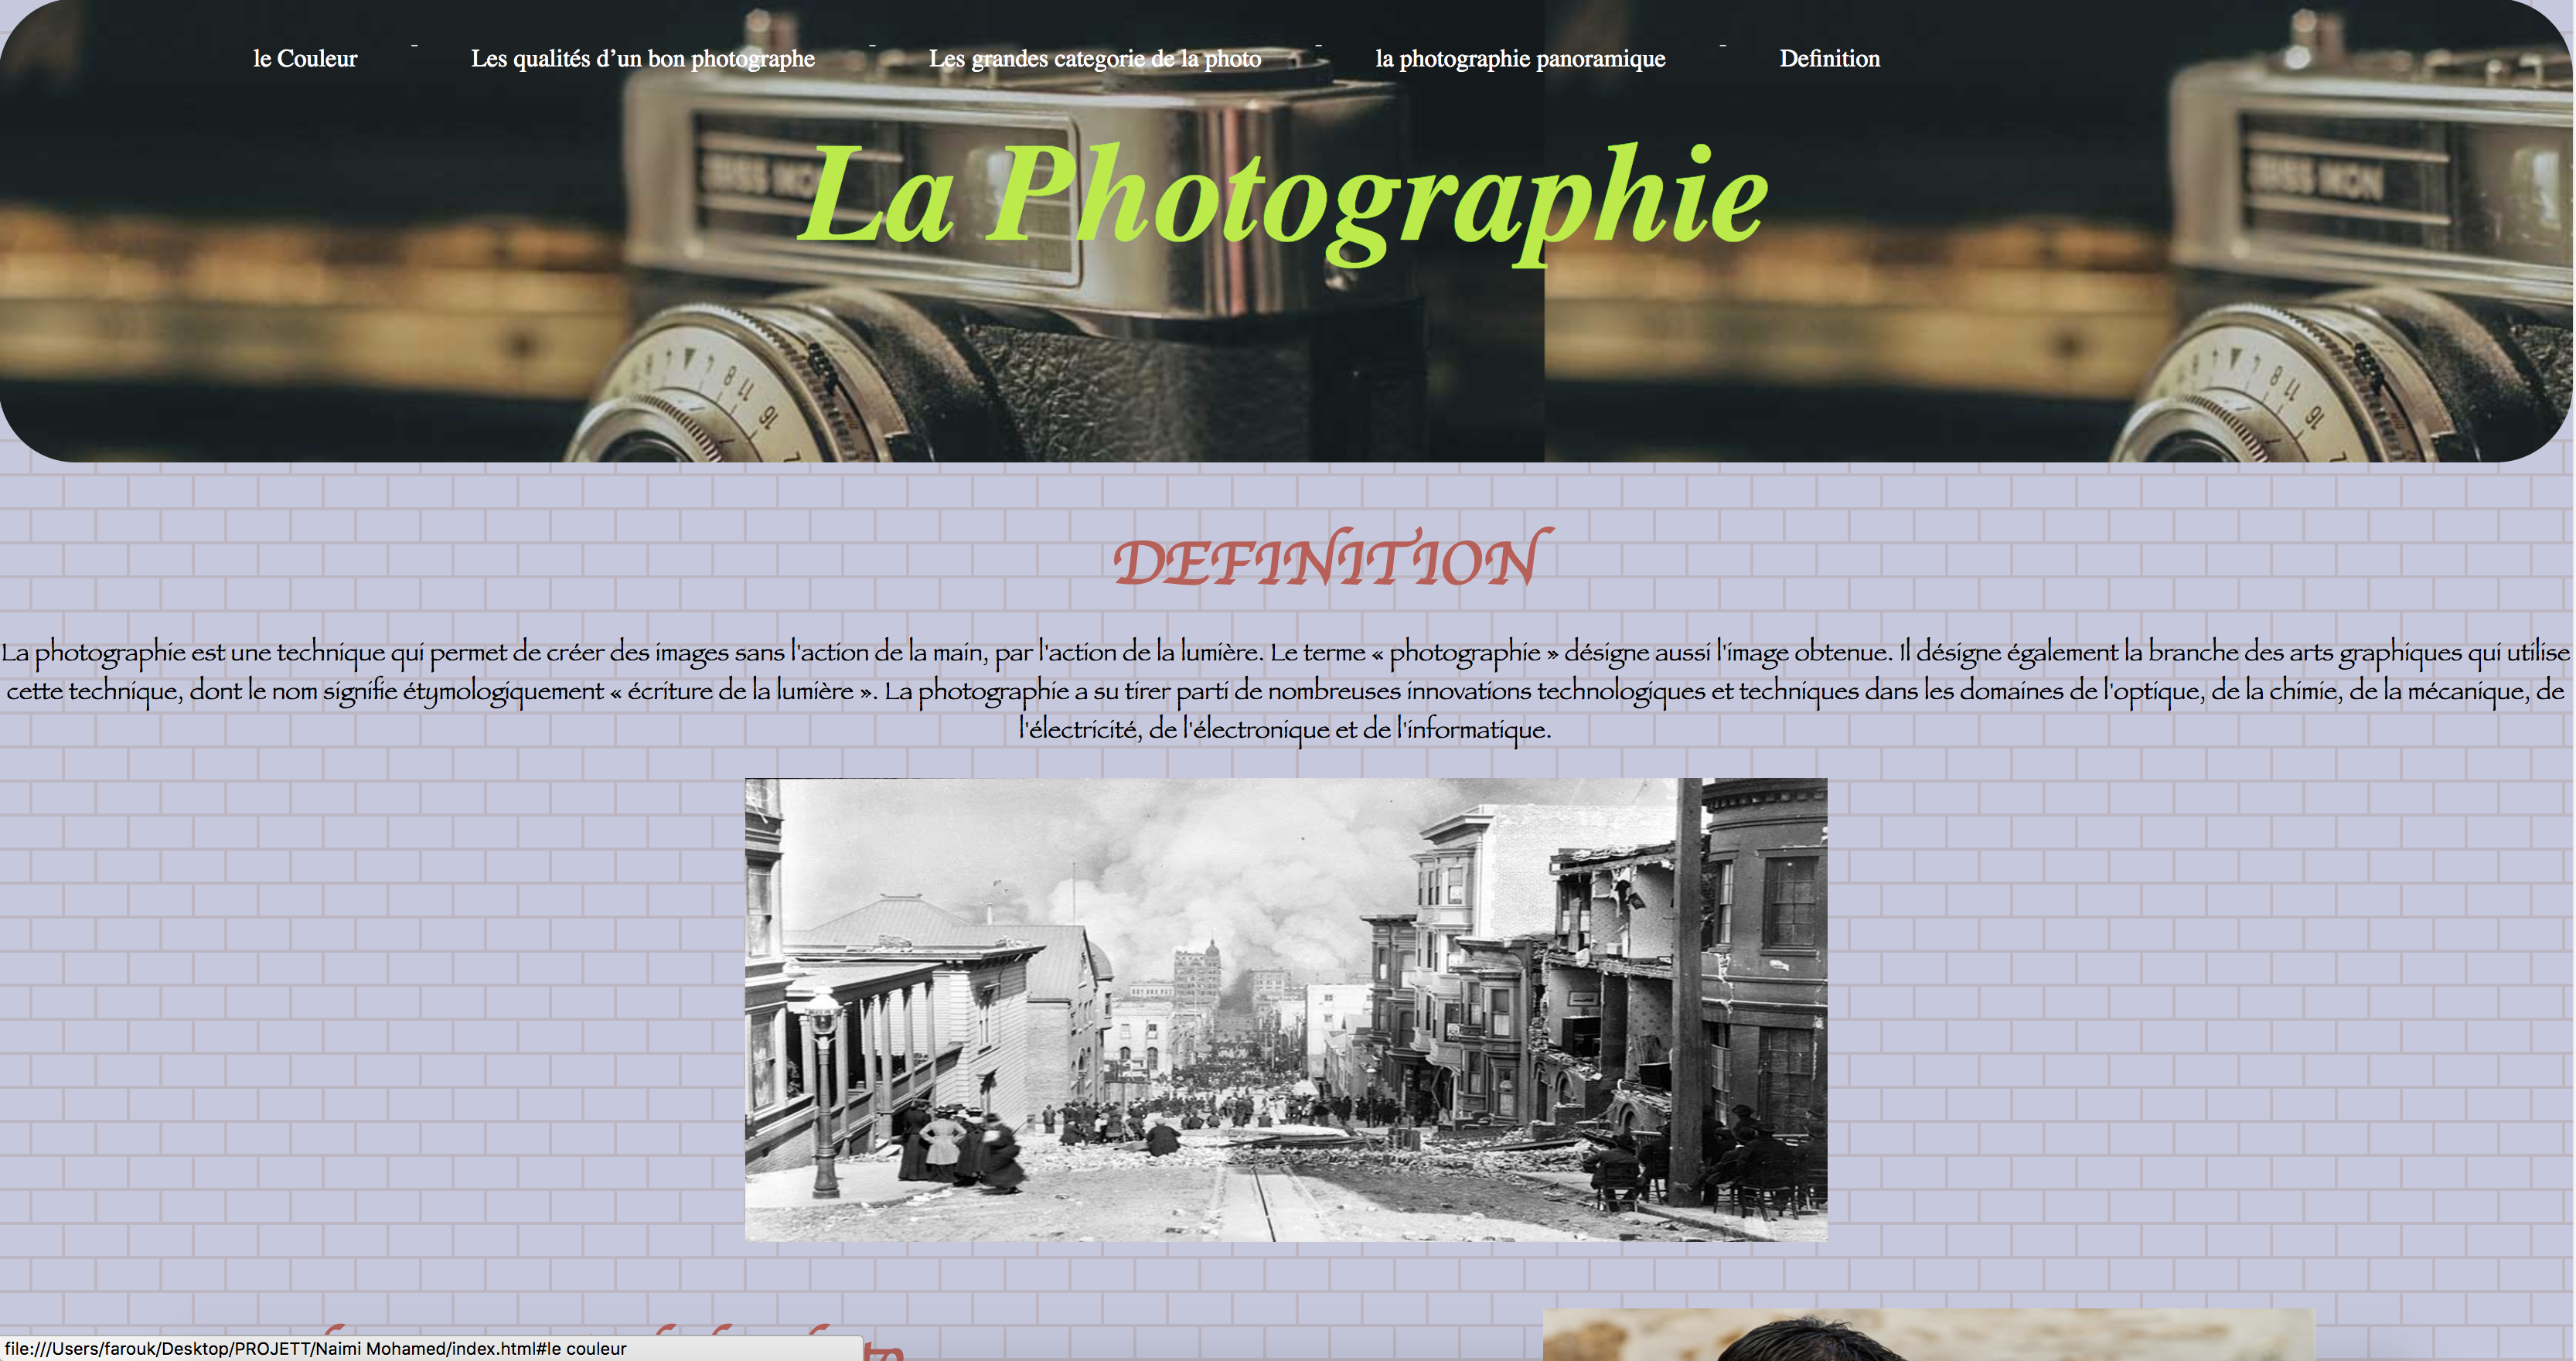 le Couleur - Les qualités d’un bon photographe - Les grandes categorie de la photo - la photographie panoramique - Definition
La Photographie
DEFINITION
La photographie est une technique qui permet de créer des images sans l'action de la main, par l'action de la lumière. Le terme « photographie » désigne aussi l'image obtenue. Il désigne également la branche des arts graphiques qui utilise
cette technique, dont le nom signifie étymologiquement « écriture de la lumière ». La photographie a su tirer parti de nombreuses innovations technologiques et techniques dans les domaines de l'optique, de la chimie, de la mécanique, de
l'électricité, de l'électronique et de l'informatique.
file:///Users/farouk/Desktop/PROJETT/Naimi Mohamed/index.html#le couleur